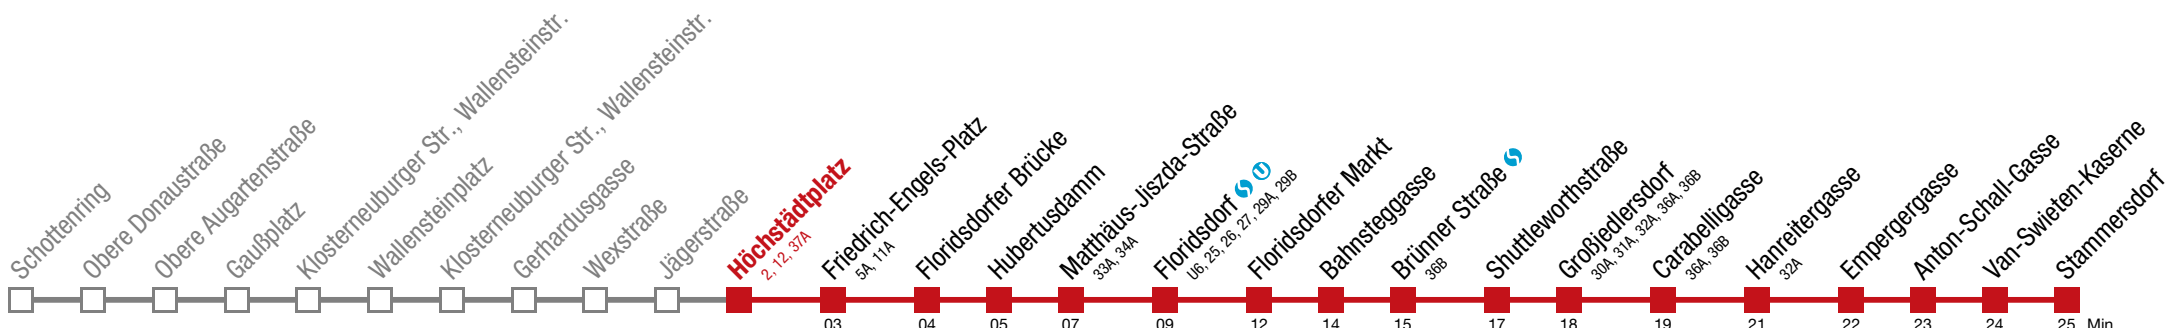 Schottenring
Obere Donaustraße
Obere Augartenstraße
Gaußplatz
Klosterneuburger Str., Wallensteinstr.
Wallensteinplatz
Klosterneuburger Str., Wallensteinstr.
Gerhardusgasse
Wexstraße
Jägerstraße
Höchstädtplatz
2, 12, 37A
Friedrich-Engels-Platz
5A, 11A
Floridsdorfer Brücke
Hubertusdamm
Matthäus-Jiszda-Straße
33A, 34A
Floridsdorf S U
U6, 25, 26, 27, 29A, 29B
Floridsdorfer Markt
Bahnsteggasse
Brünner Straße S
36B
Shuttleworthstraße
Großjedlersdorf
30A, 31A, 32A, 36A, 36B
Carabelligasse
36A, 36B
Hanreitergasse
32A
Empergergasse
Anton-Schall-Gasse
Van-Swieten-Kaserne
Stammersdorf
03 04 05 07 09 12 14 15 17 18 19 21 22 23 24 25 Min